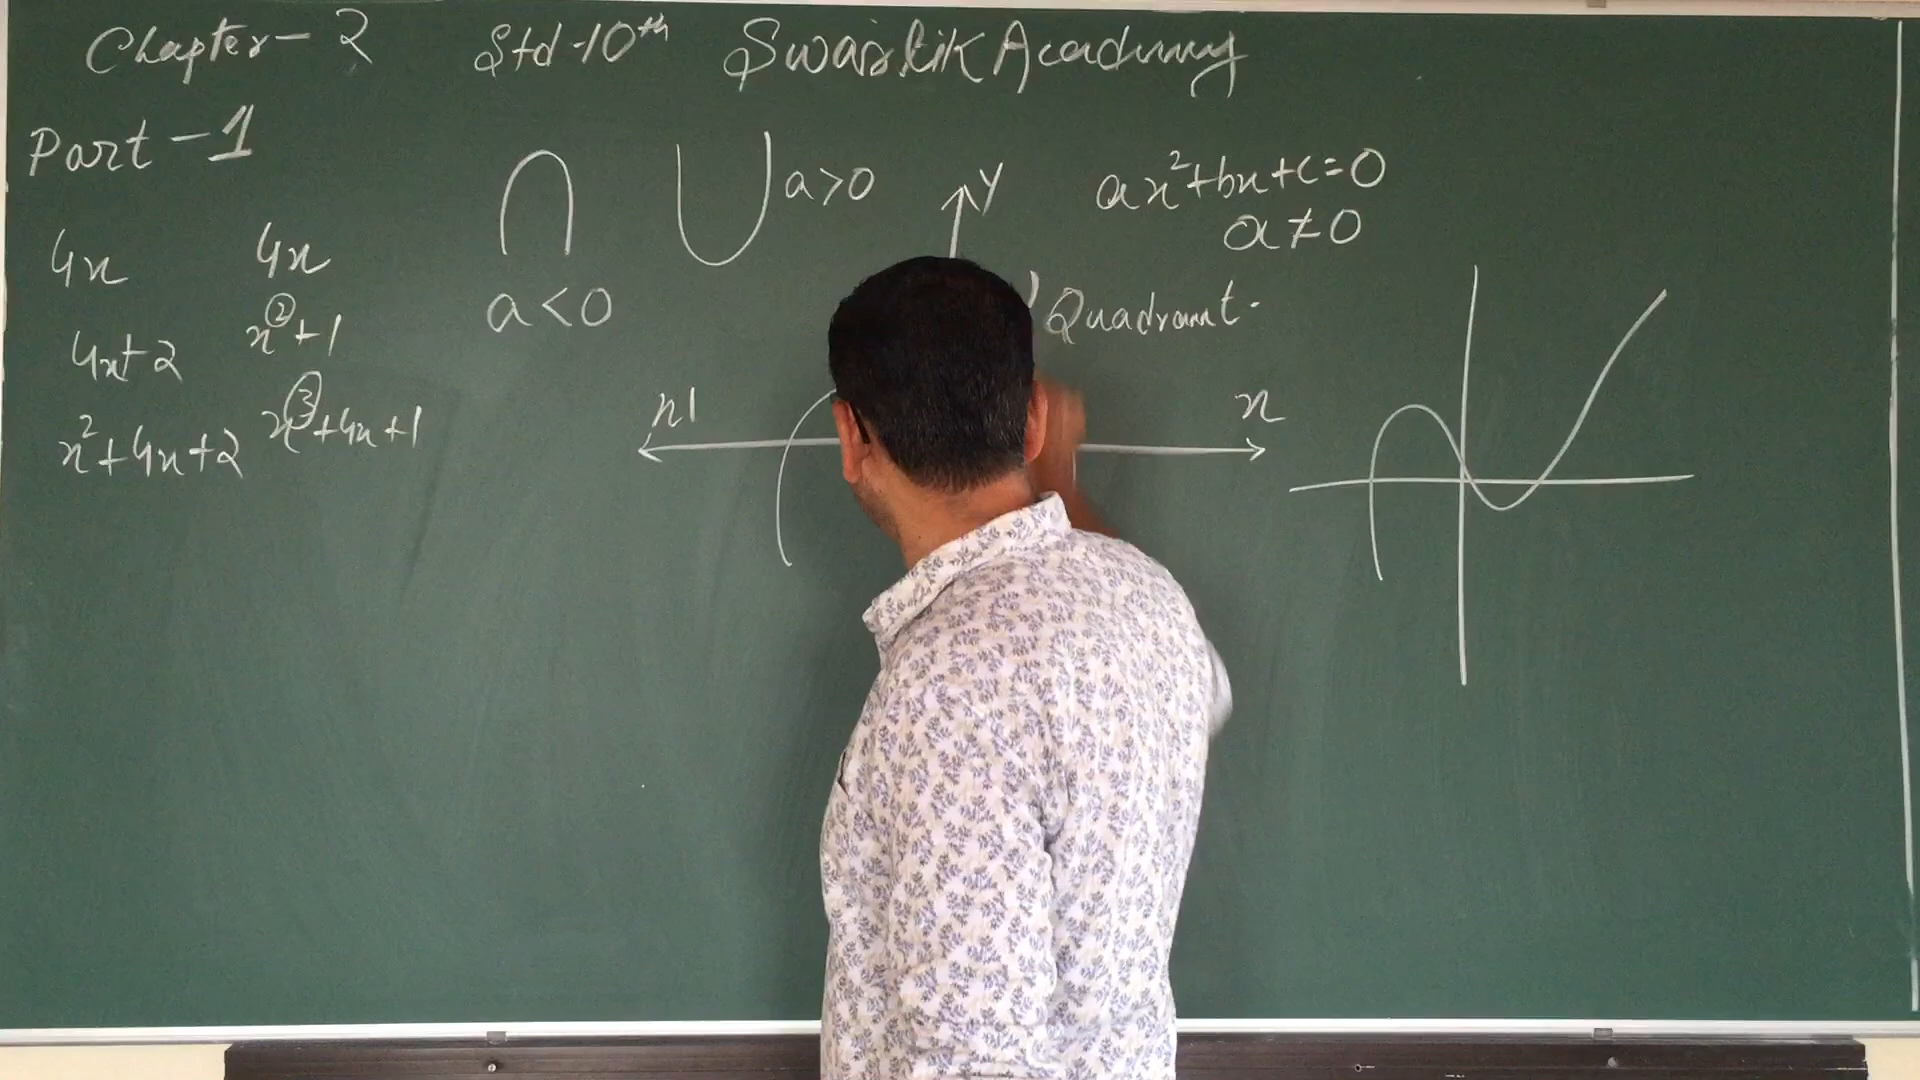 Chapter-2 Std-10th Swastik Academy
Part-1
a>0
Y
ax²+bx+c=0
a≠0
4x 4x
a<0
Quadrant.
4x+2 x²+1
x' x
x²+4x+2 x³+4x+1